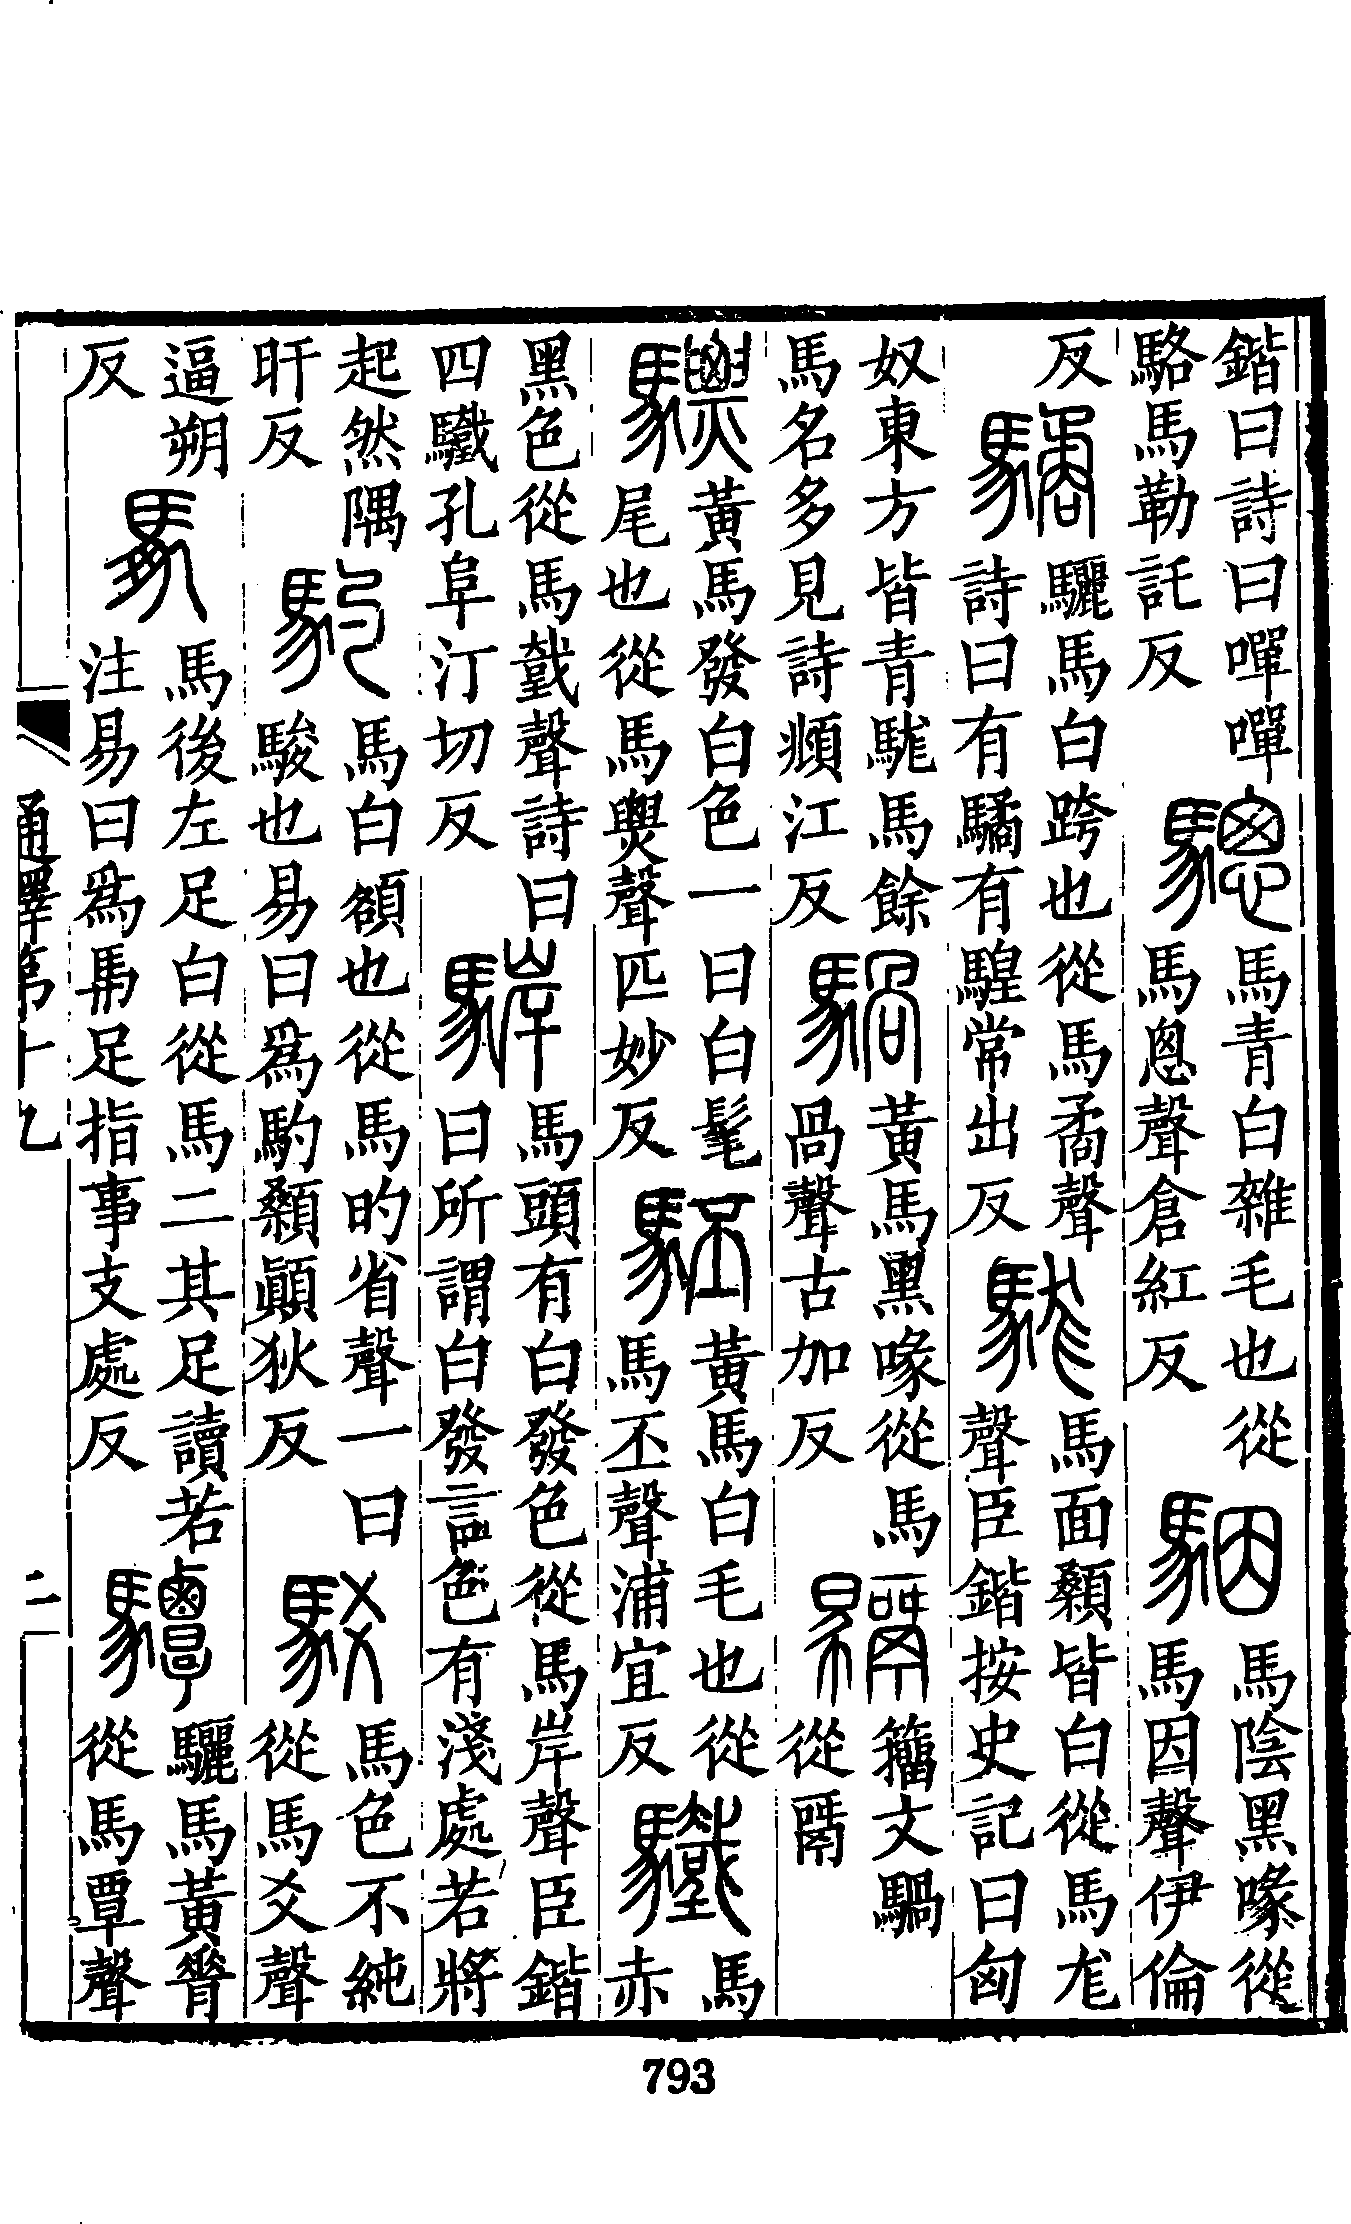 鍇曰詩曰嘽嘽
駱馬勒託反
驄
馬青白雜毛也從
馬悤聲倉紅反
駰
馬陰黑喙從
馬因聲伊倫
反
驈
驪馬白跨也從馬矞聲
詩曰有驈有騜常出反
駹
馬面顙皆白從馬尨
聲臣鍇按史記曰匈
奴東方皆青駹馬餘
馬名多見詩頻江反
騧
黃馬黑喙從馬
咼聲古加反
籒文騧
從
驃
黃馬發白色一曰白髦
尾也從馬𤐫聲匹妙反
駓
黃馬白毛也從
馬丕聲浦宜反
驖
馬
赤
黑色從馬𢧜聲詩曰
四驖孔阜汀切反
䮗
馬頭有白發色從馬岸聲臣鍇
曰所謂白發言色有淺處若將
起然隅
旰反
馰
馬白額也從馬的省聲一曰
駿也易曰爲馰顙顚狄反
駁
馬色不純
從馬爻聲
逼朔
反
馵
馬後左足白從馬二其足讀若
注易曰爲馵足指事支處反
驔
驪馬黃脊
從馬覃聲
通釋第十九
二
793